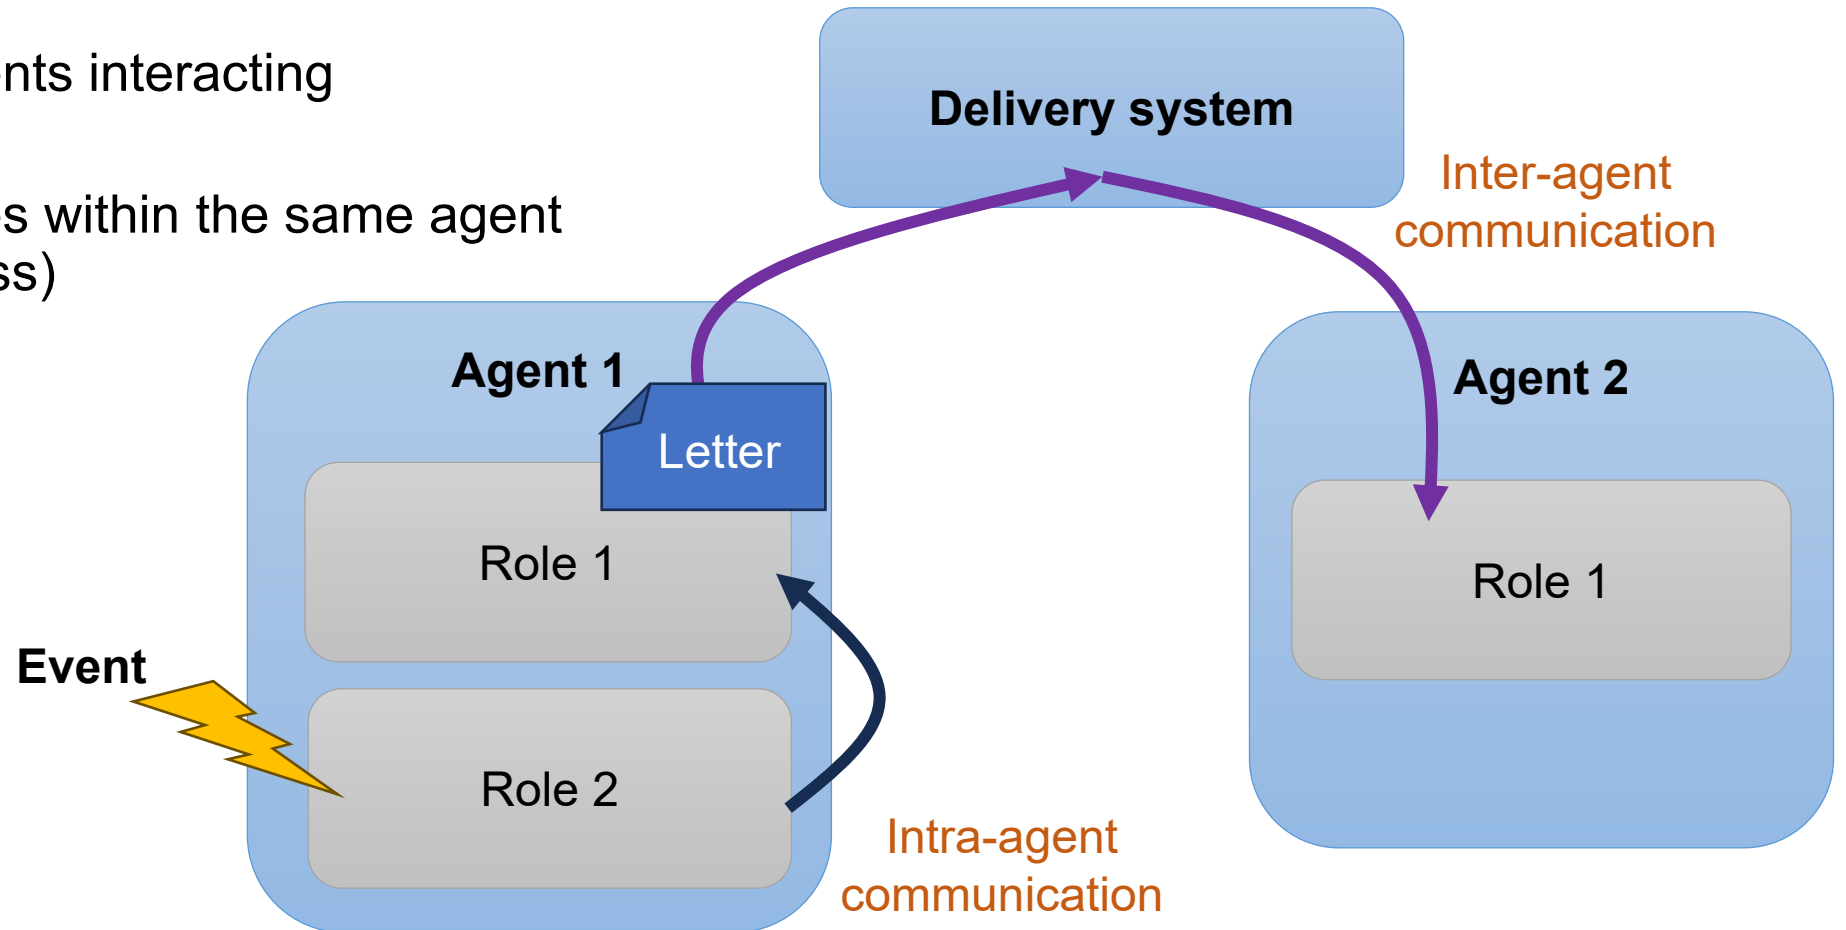 nts interacting
s within the same agent
ss)
Delivery system
Inter-agent
communication
Agent 1
Letter
Role 1
Event
Role 2
Intra-agent
communication
Agent 2
Role 1